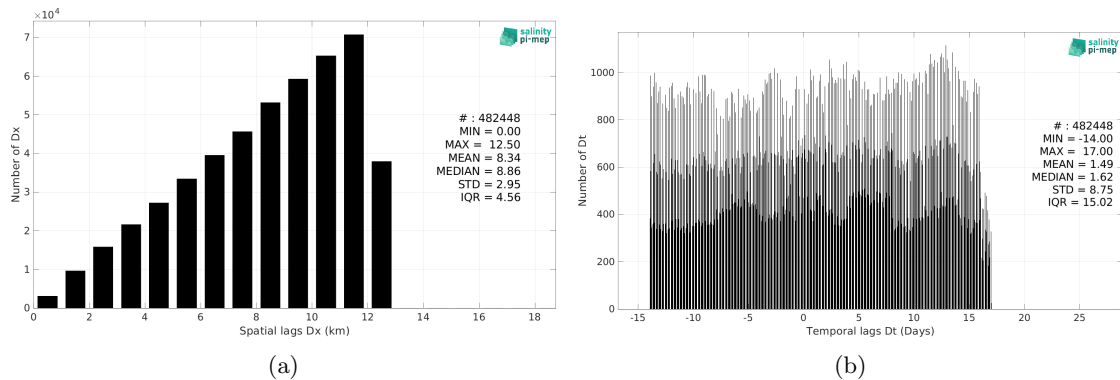 ×10⁴
7
6
5
4
3
2
1
0
Number of Dx
0 2 4 6 8 10 12 14 16 18
Spatial lags Dx (km)
salinity
pi-mep
# : 482448
MIN = 0.00
MAX = 12.50
MEAN = 8.34
MEDIAN = 8.86
STD = 2.95
IQR = 4.56
(a)
1000
800
600
400
200
0
Number of Dt
-15 -10 -5 0 5 10 15 20 25
Temporal lags Dt (Days)
salinity
pi-mep
# : 482448
MIN = -14.00
MAX = 17.00
MEAN = 1.49
MEDIAN = 1.62
STD = 8.75
IQR = 15.02
(b)